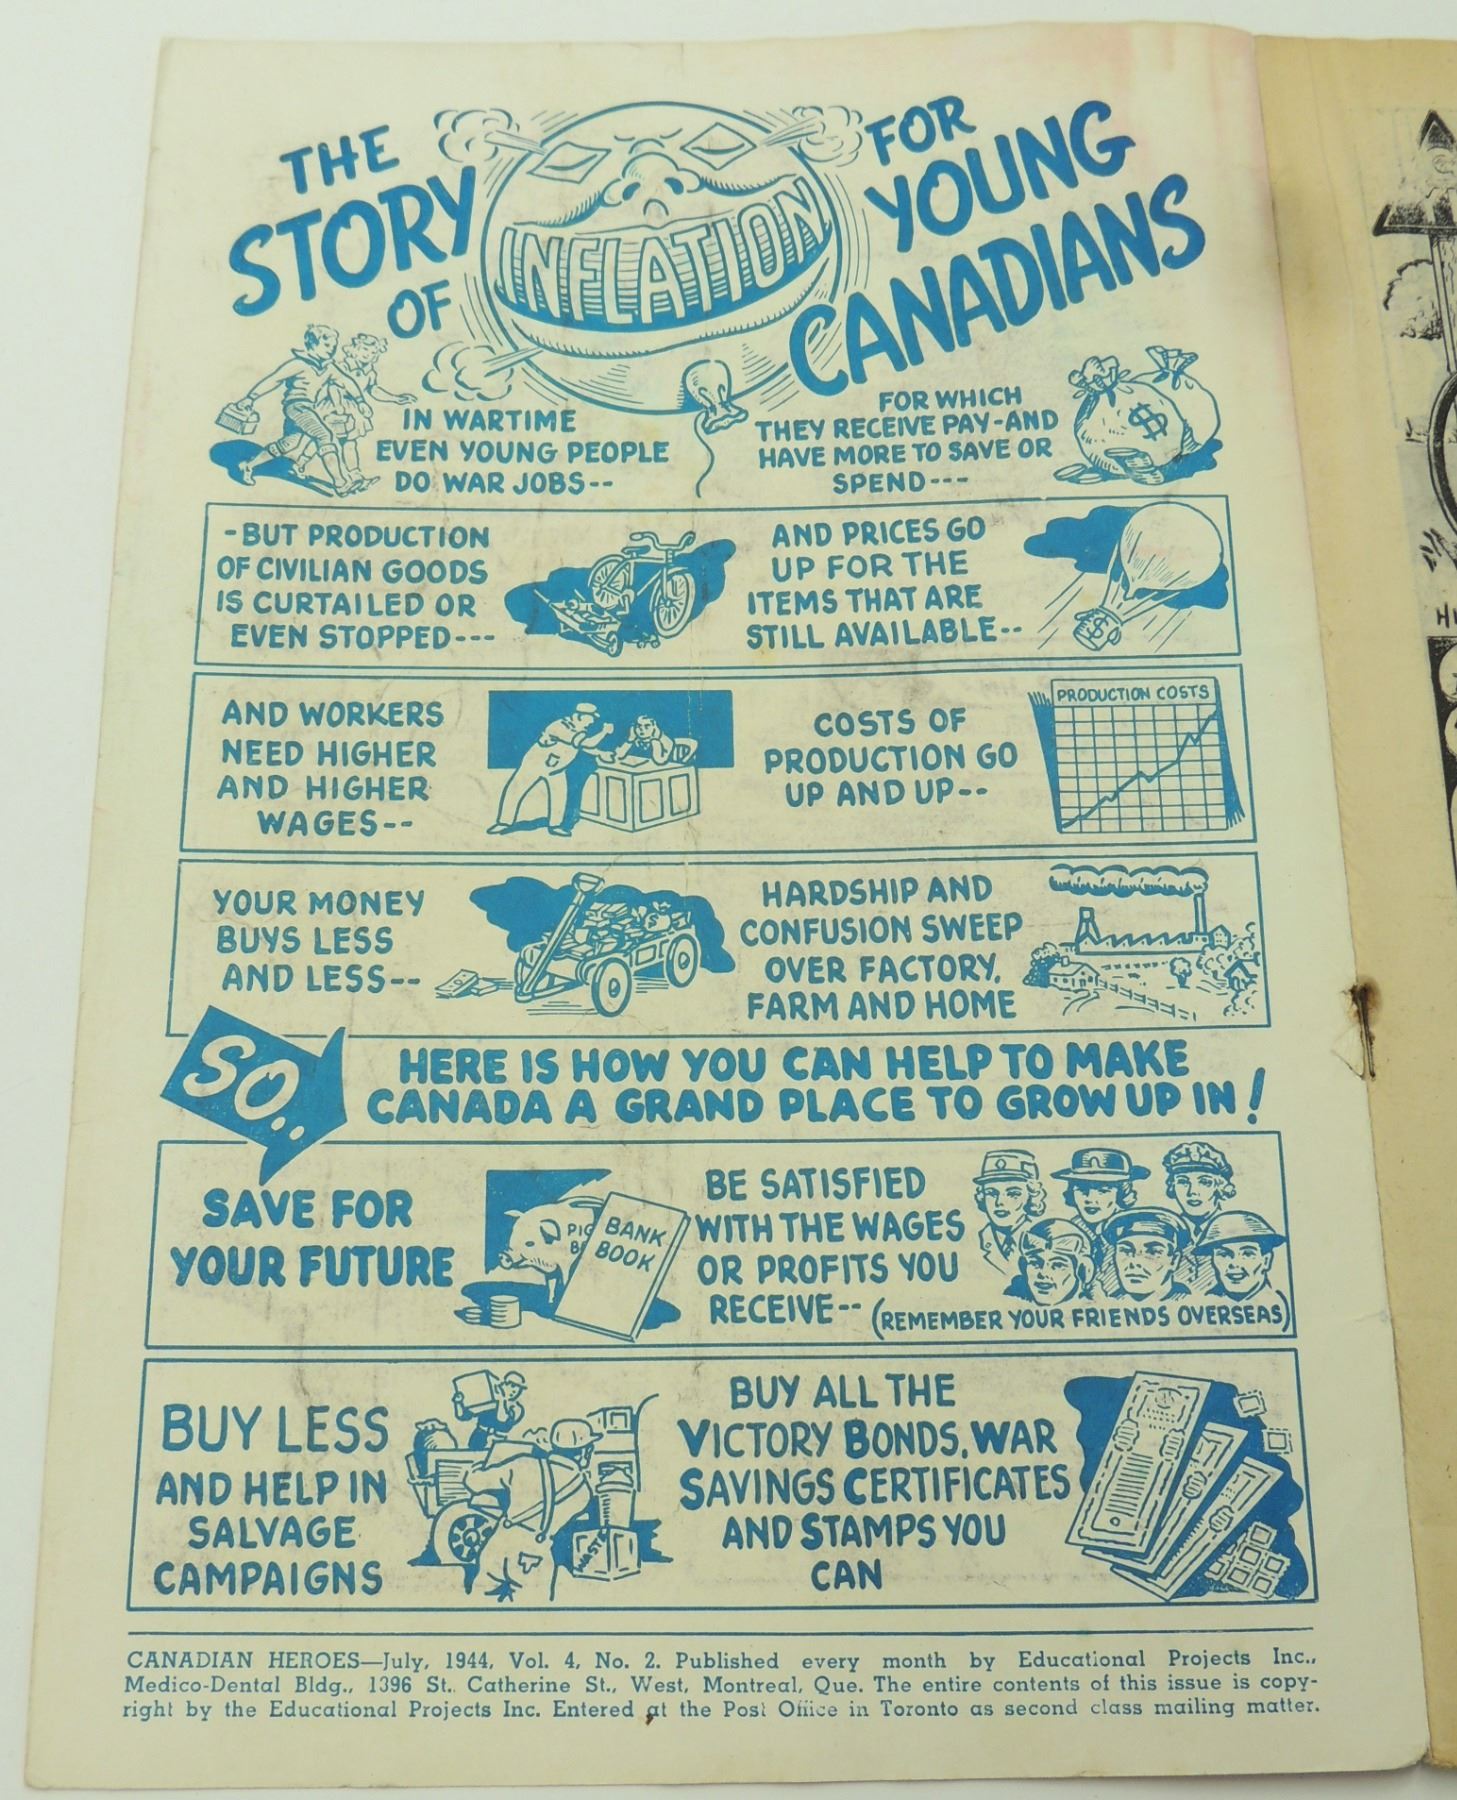 THE
STORY
OF
INFLATION
FOR
YOUNG
CANADIANS
IN WARTIME
EVEN YOUNG PEOPLE
DO WAR JOBS--
FOR WHICH
THEY RECEIVE PAY-AND
HAVE MORE TO SAVE OR
SPEND---
$
-BUT PRODUCTION
OF CIVILIAN GOODS
IS CURTAILED OR
EVEN STOPPED---
AND PRICES GO
UP FOR THE
ITEMS THAT ARE
STILL AVAILABLE--
$
AND WORKERS
NEED HIGHER
AND HIGHER
WAGES--
COSTS OF
PRODUCTION GO
UP AND UP--
PRODUCTION COSTS
YOUR MONEY
BUYS LESS
AND LESS--
HARDSHIP AND
CONFUSION SWEEP
OVER FACTORY,
FARM AND HOME
SO..
HERE IS HOW YOU CAN HELP TO MAKE
CANADA A GRAND PLACE TO GROW UP IN!
SAVE FOR
YOUR FUTURE
PIG
B
BANK
BOOK
BE SATISFIED
WITH THE WAGES
OR PROFITS YOU
RECEIVE-- (REMEMBER YOUR FRIENDS OVERSEAS)
BUY LESS
AND HELP IN
SALVAGE
CAMPAIGNS
WASTE
BUY ALL THE
VICTORY BONDS, WAR
SAVINGS CERTIFICATES
AND STAMPS YOU
CAN
CANADIAN HEROES—July, 1944, Vol. 4, No. 2. Published every month by Educational Projects Inc.,
Medico-Dental Bldg., 1396 St. Catherine St., West, Montreal, Que. The entire contents of this issue is copy-
right by the Educational Projects Inc. Entered at the Post Office in Toronto as second class mailing matter.